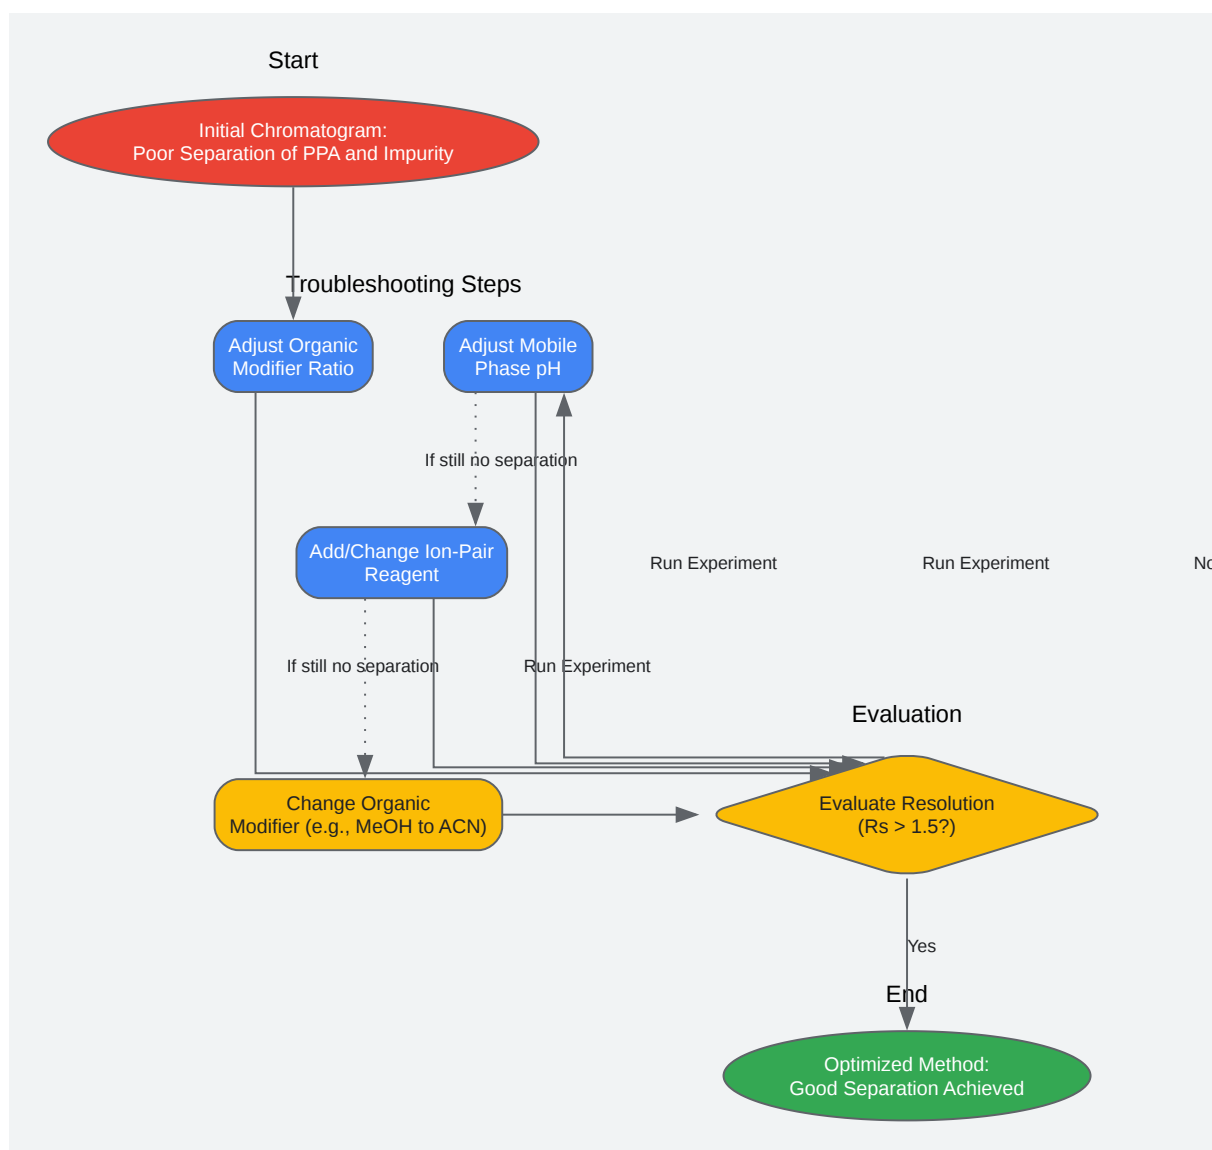 Start
Initial Chromatogram:
Poor Separation of PPA and Impurity
Troubleshooting Steps
Adjust Organic
Modifier Ratio
Adjust Mobile
Phase pH
If still no separation
Add/Change Ion-Pair
Reagent
Run Experiment
Run Experiment
No
If still no separation
Run Experiment
Evaluation
Change Organic
Modifier (e.g., MeOH to ACN)
Evaluate Resolution
(Rs > 1.5?)
Yes
End
Optimized Method:
Good Separation Achieved